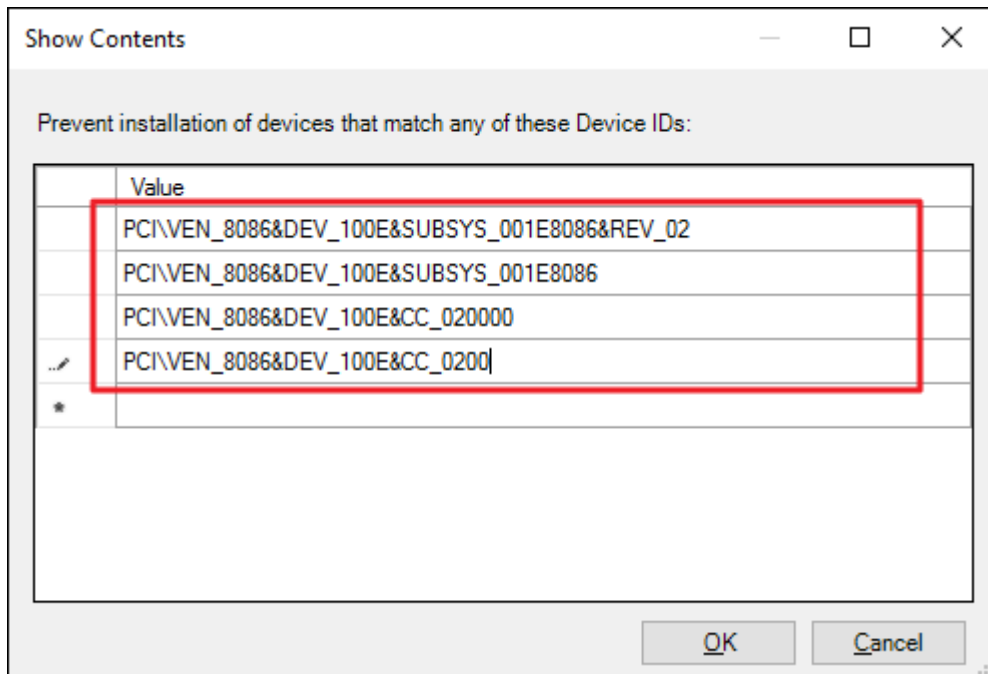 Show Contents
Prevent installation of devices that match any of these Device IDs:
Value
PCI\VEN_8086&DEV_100E&SUBSYS_001E8086&REV_02
PCI\VEN_8086&DEV_100E&SUBSYS_001E8086
PCI\VEN_8086&DEV_100E&CC_020000
PCI\VEN_8086&DEV_100E&CC_0200
OK Cancel